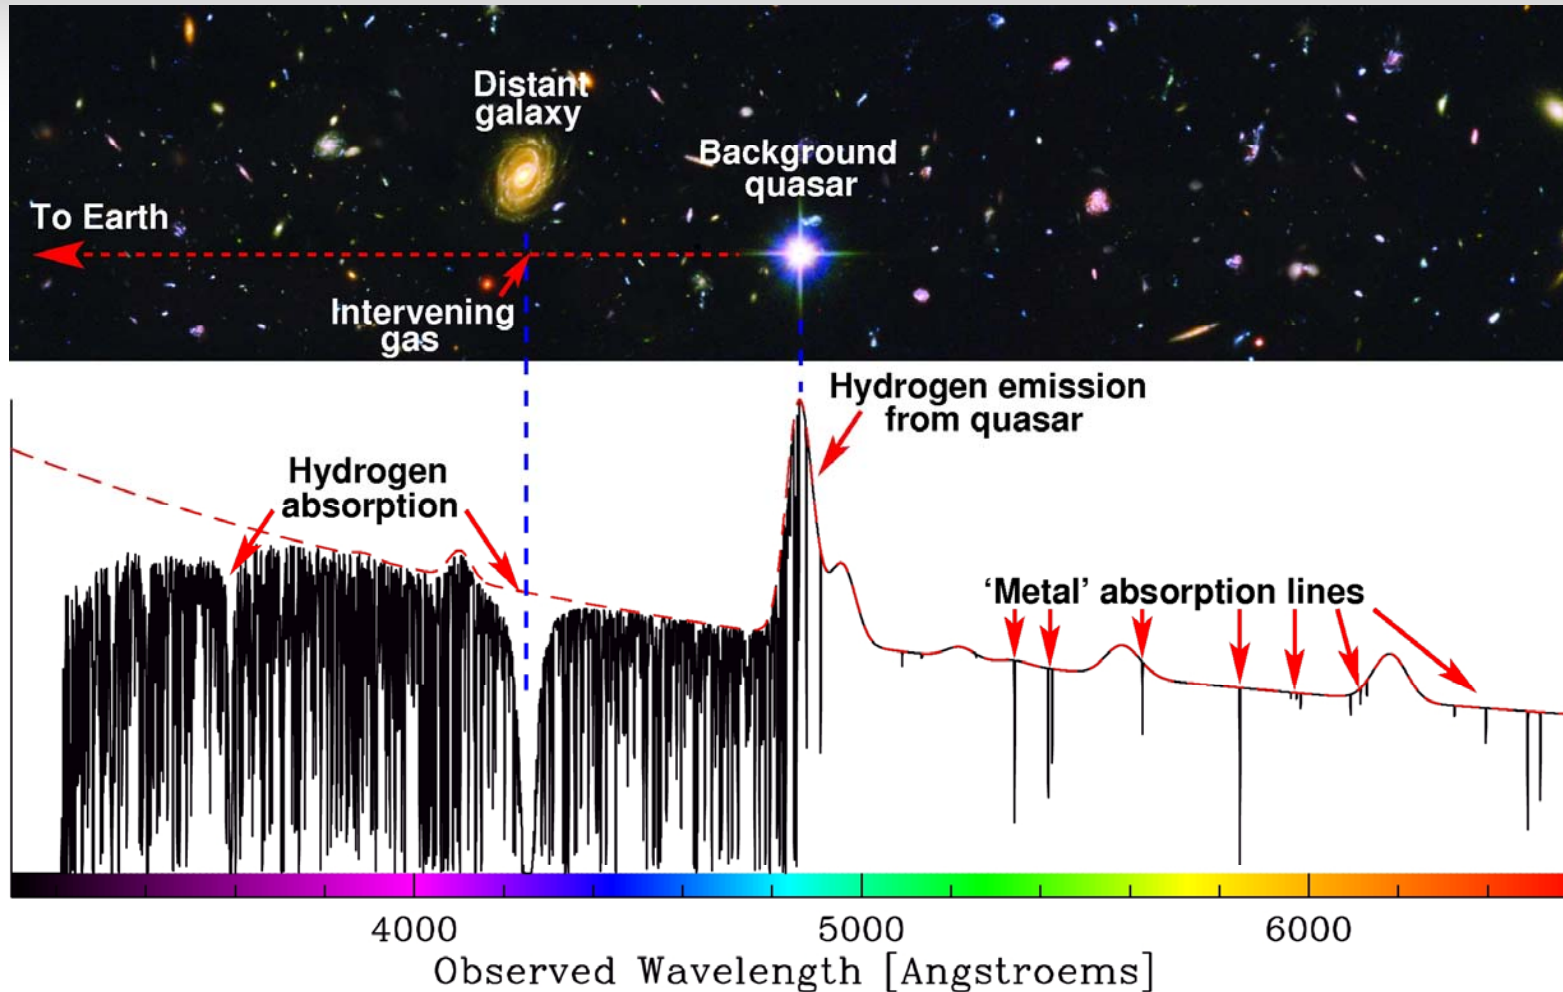 Distant
galaxy
Background
quasar
To Earth
Intervening
gas
Hydrogen emission
from quasar
Hydrogen
absorption
‘Metal’ absorption lines
4000
5000
6000
Observed Wavelength [Angstroems]